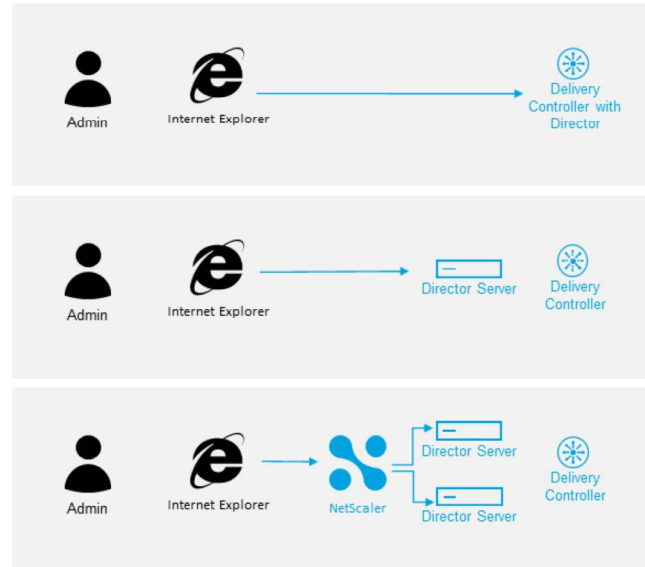 Admin
Internet Explorer
Delivery
Controller with
Director
Admin
Internet Explorer
Director Server
Delivery
Controller
Admin
Internet Explorer
NetScaler
Director Server
Director Server
Delivery
Controller